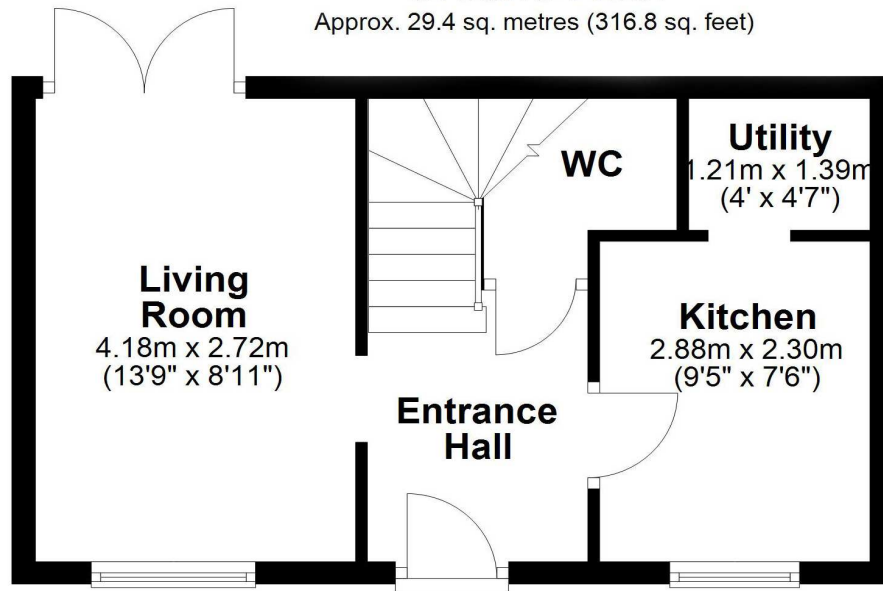 Approx. 29.4 sq. metres (316.8 sq. feet)
Utility
1.21m x 1.39m
(4' x 4'7")
WC
Living
Room
4.18m x 2.72m
(13'9" x 8'11")
Kitchen
2.88m x 2.30m
(9'5" x 7'6")
Entrance
Hall